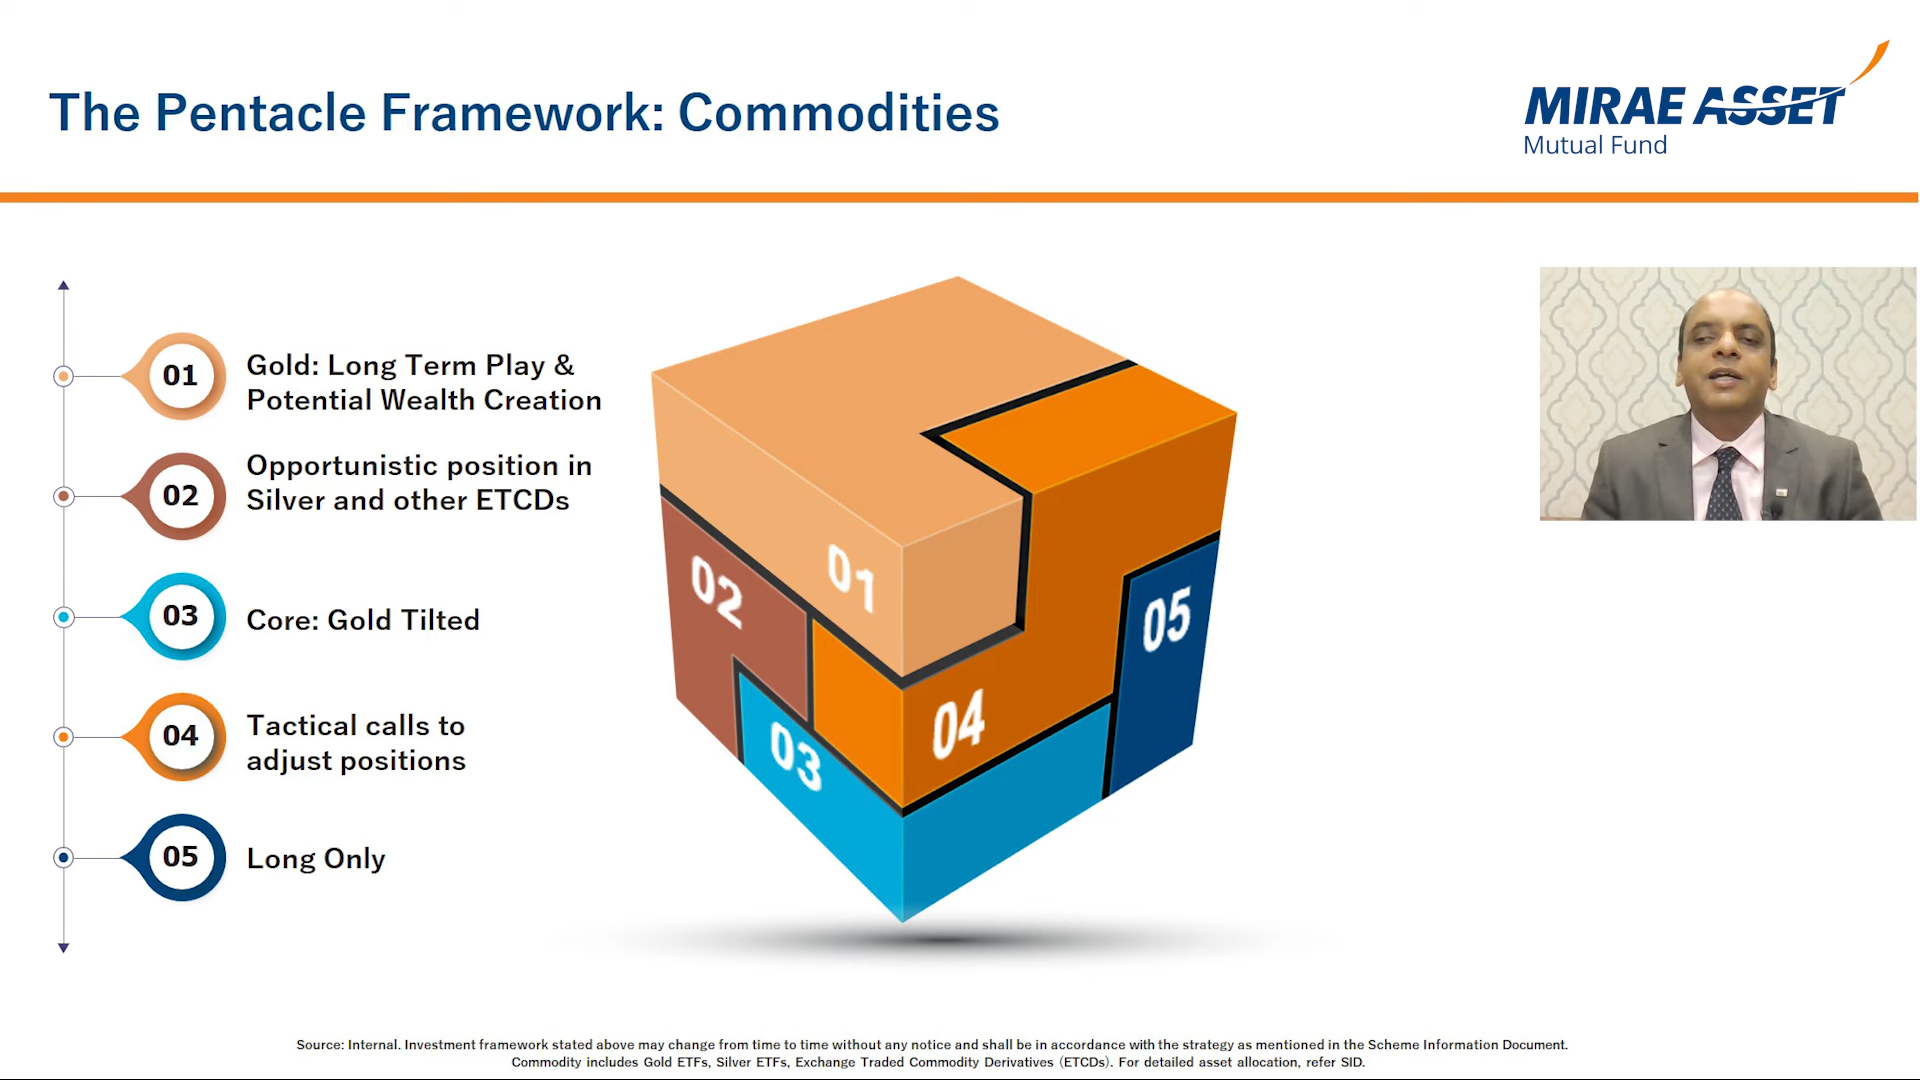 The Pentacle Framework: Commodities
MIRAE ASSET
Mutual Fund
01
Gold: Long Term Play &
Potential Wealth Creation
02
Opportunistic position in
Silver and other ETCDs
03
Core: Gold Tilted
04
Tactical calls to
adjust positions
05
Long Only
01
02
03
04
05
Source: Internal. Investment framework stated above may change from time to time without any notice and shall be in accordance with the strategy as mentioned in the Scheme Information Document.
Commodity includes Gold ETFs, Silver ETFs, Exchange Traded Commodity Derivatives (ETCDs). For detailed asset allocation, refer SID.